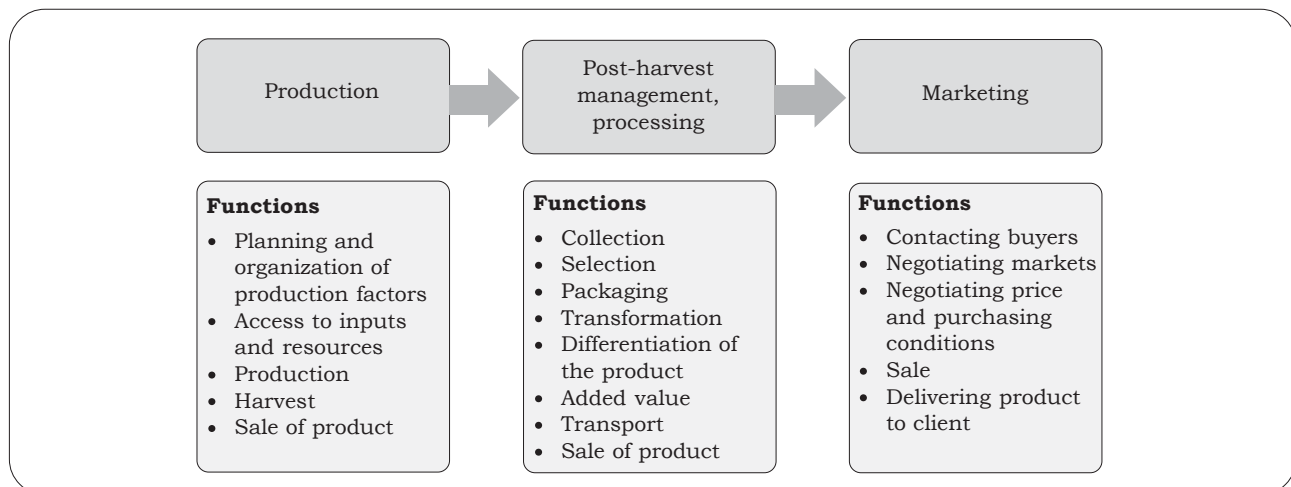 Production
Post-harvest
management,
processing
Marketing
Functions
• Planning and
organization of
production factors
• Access to inputs
and resources
• Production
• Harvest
• Sale of product
Functions
• Collection
• Selection
• Packaging
• Transformation
• Differentiation of
the product
• Added value
• Transport
• Sale of product
Functions
• Contacting buyers
• Negotiating markets
• Negotiating price
and purchasing
conditions
• Sale
• Delivering product
to client